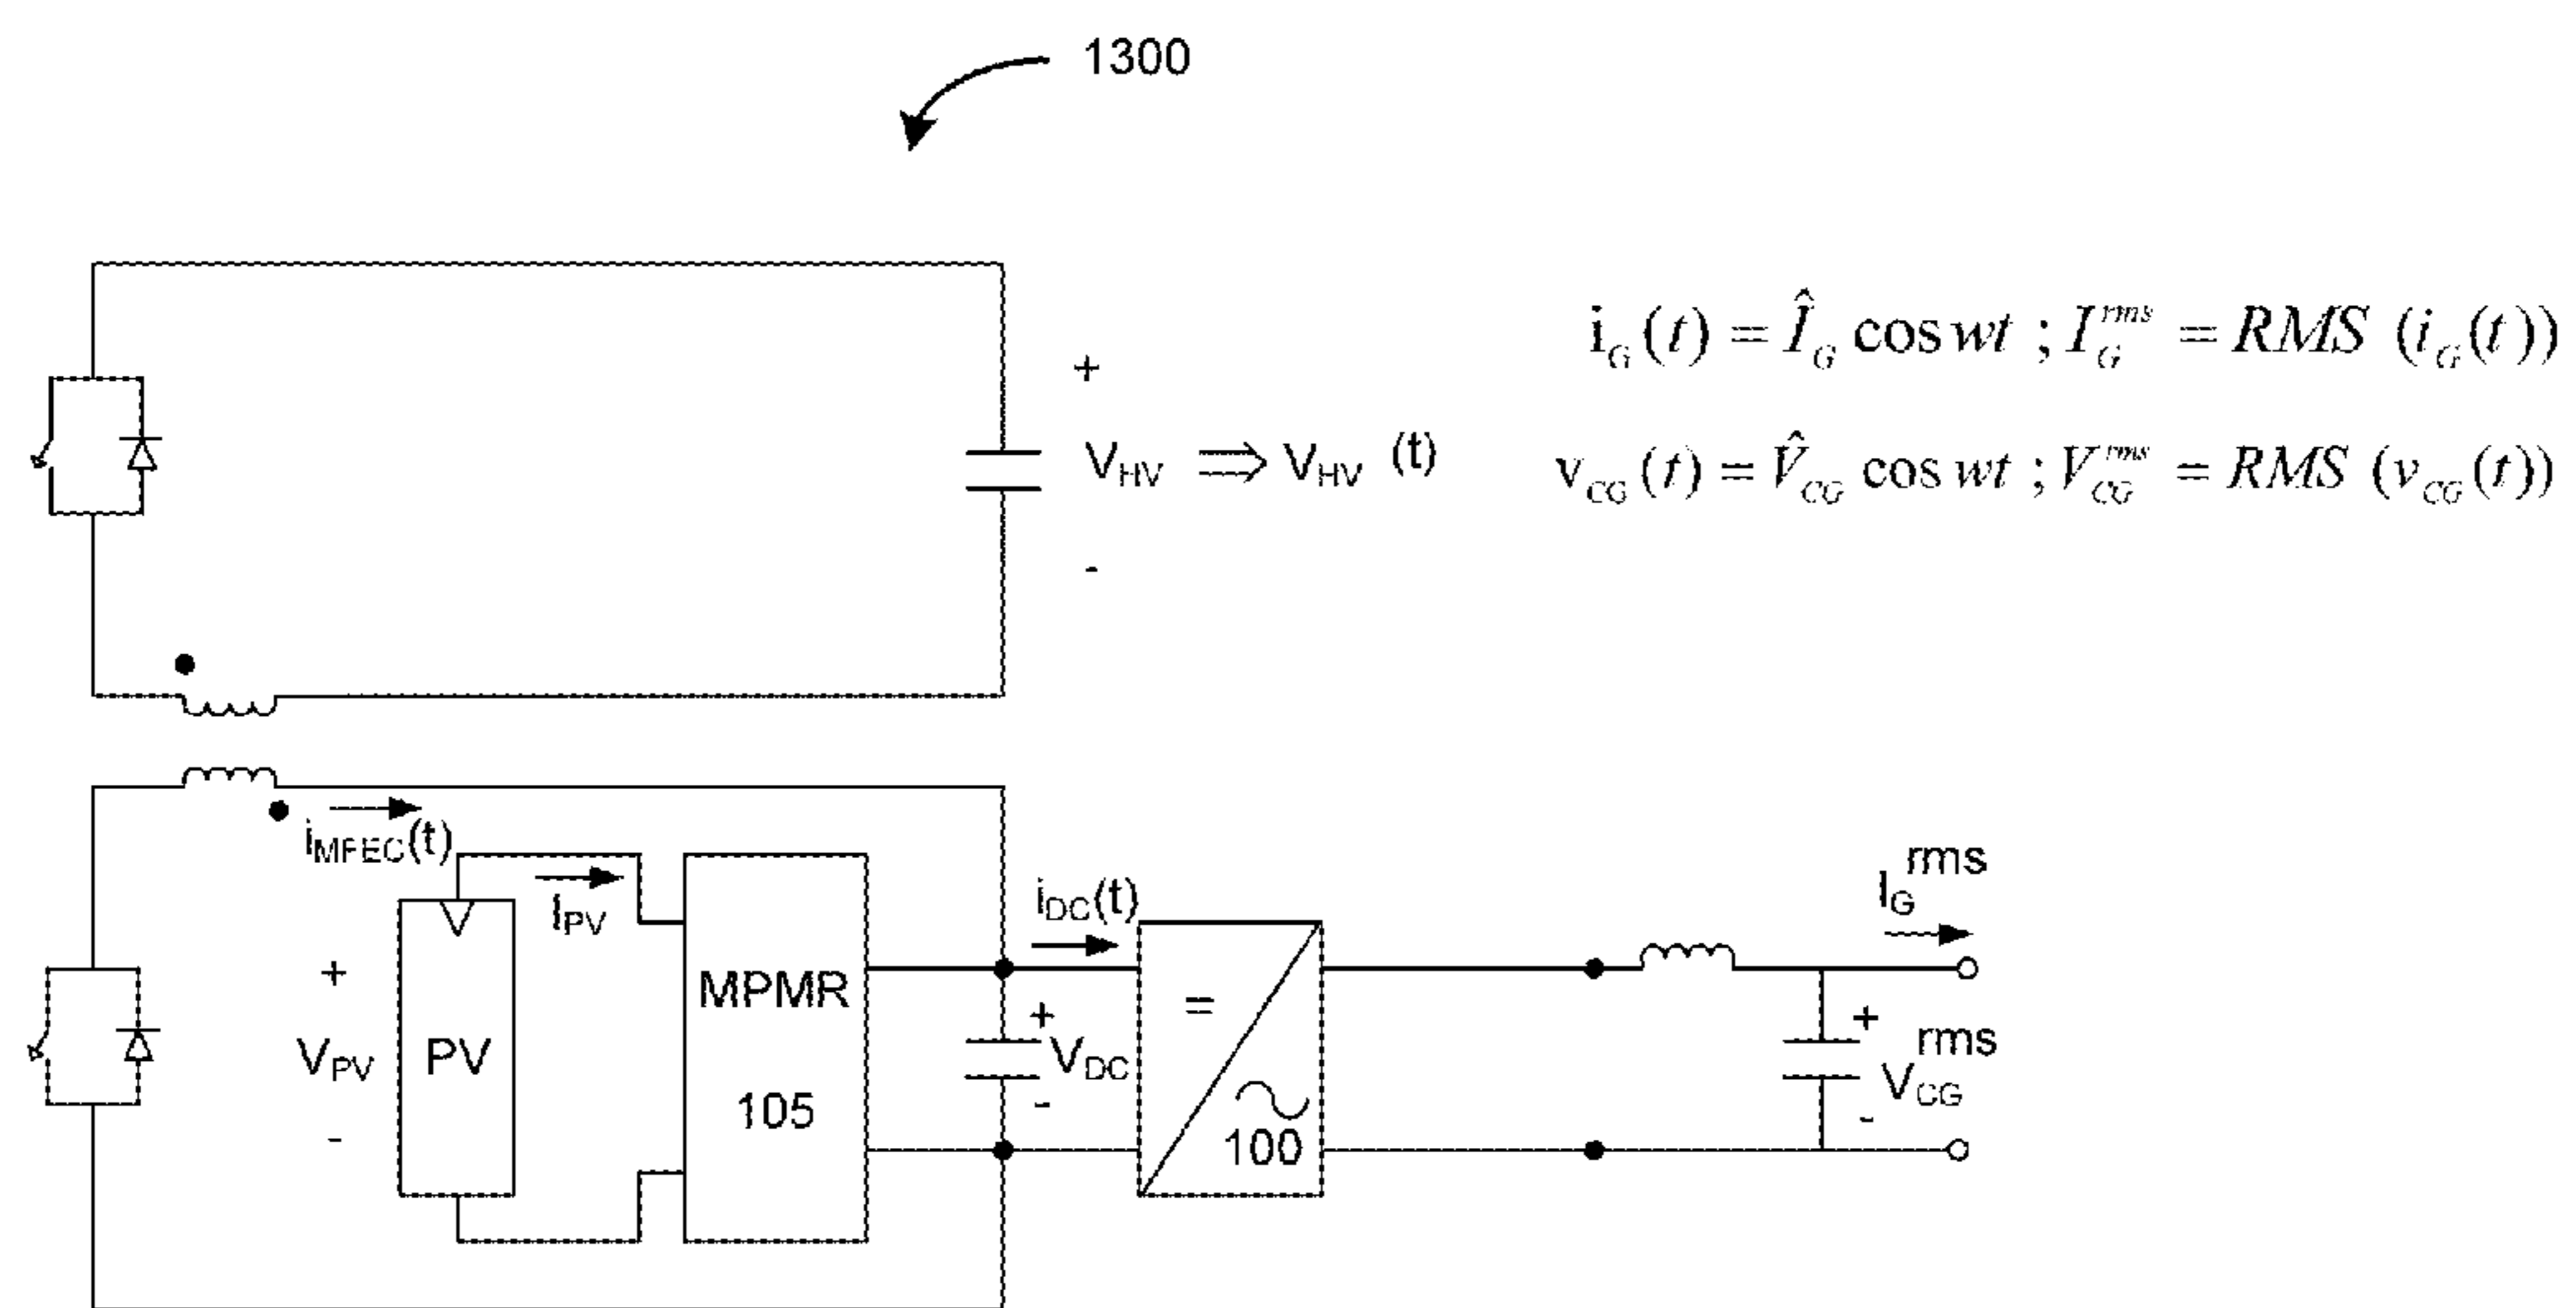 1300
i_G(t) = Î_G cos wt ; I_G^rms = RMS (i_G(t))
+
V_HV ⇒ V_HV (t)
-
v_CG(t) = V̂_CG cos wt ; V_CG^rms = RMS (v_CG(t))
i_MFEC(t)
I_PV
+
V_PV
-
PV
MPMR
105
i_DC(t)
+
V_DC
-
=
100
I_G^rms
+
V_CG^rms
-